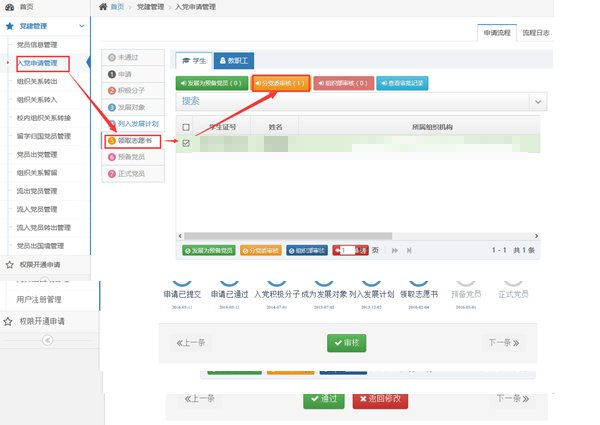 首页
党建管理
党员信息管理
入党申请管理
组织关系转出
组织关系转入
校内组织关系转接
留学归国党员管理
党员出党管理
组织关系暂留
流出党员管理
流入党员管理
流入党员转出管理
党员出国境管理
权限开通申请
用户注册管理
权限开通申请
首页 > 党建管理 > 入党申请管理
申请流程 流程日志
0 未通过
1 申请
2 积极分子
3 发展对象
列入发展计划
5 领取志愿书
6 预备党员
7 正式党员
学生 教职工
发展为预备党员 ( 0 ) 分党委审核 ( 1 ) 组织部审核 ( 0 ) 查看审批记录
搜索
学生证号 姓名 所属组织机构
发展为预备党员 分党委审核 组织部审核 1 页 1 - 1 共 1 条
申请已提交 申请已通过 入党积极分子 成为发展对象 列入发展计划 领取志愿书 预备党员 正式党员
上一条 审核 下一条
上一条 通过 返回修改 下一条